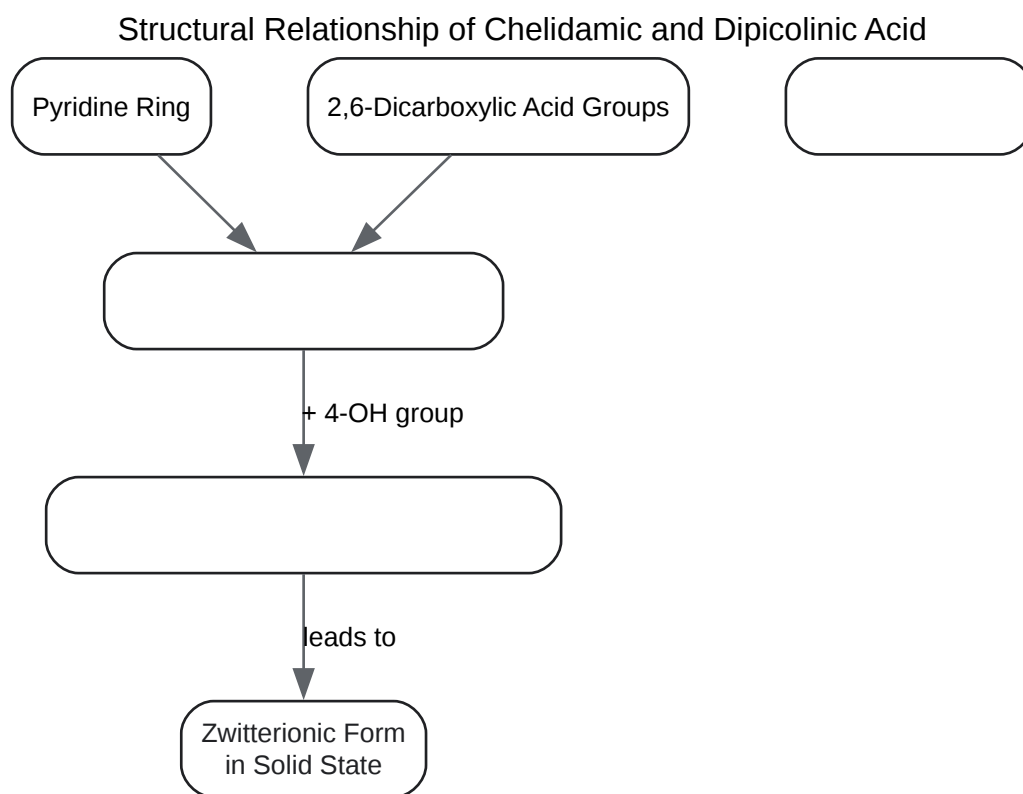 Structural Relationship of Chelidamic and Dipicolinic Acid
Pyridine Ring
2,6-Dicarboxylic Acid Groups
+ 4-OH group
leads to
Zwitterionic Form
in Solid State